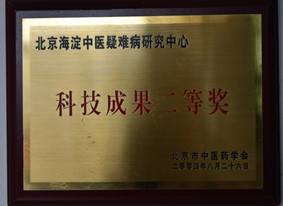 北京海淀中医疑难病研究中心
科技成果二等奖
北京市中医药学会
二零零四年八月二十六日